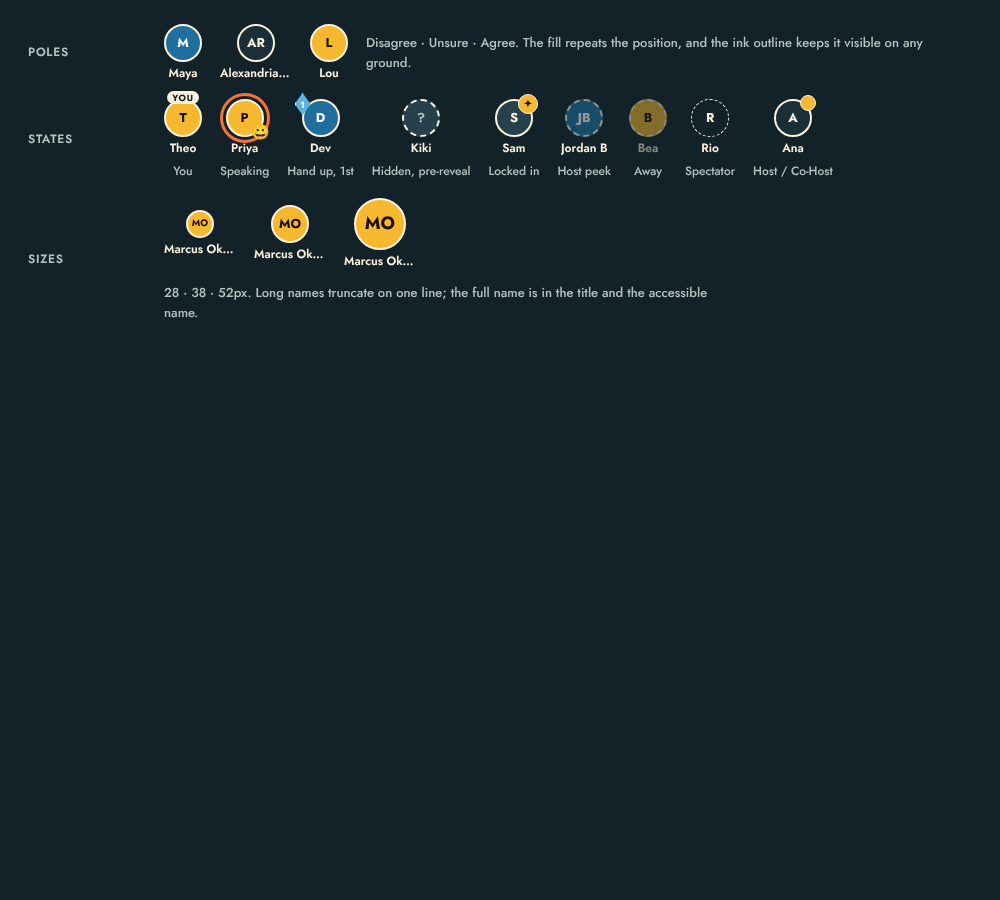 POLES
M AR L
Maya Alexandria... Lou
Disagree · Unsure · Agree. The fill repeats the position, and the ink outline keeps it visible on any
ground.
STATES
YOU
T P 1 D ? S JB B R A
Theo Priya Dev Kiki Sam Jordan B Bea Rio Ana
You Speaking Hand up, 1st Hidden, pre-reveal Locked in Host peek Away Spectator Host / Co-Host
SIZES
MO MO MO
Marcus Ok... Marcus Ok... Marcus Ok...
28 · 38 · 52px. Long names truncate on one line; the full name is in the title and the accessible
name.